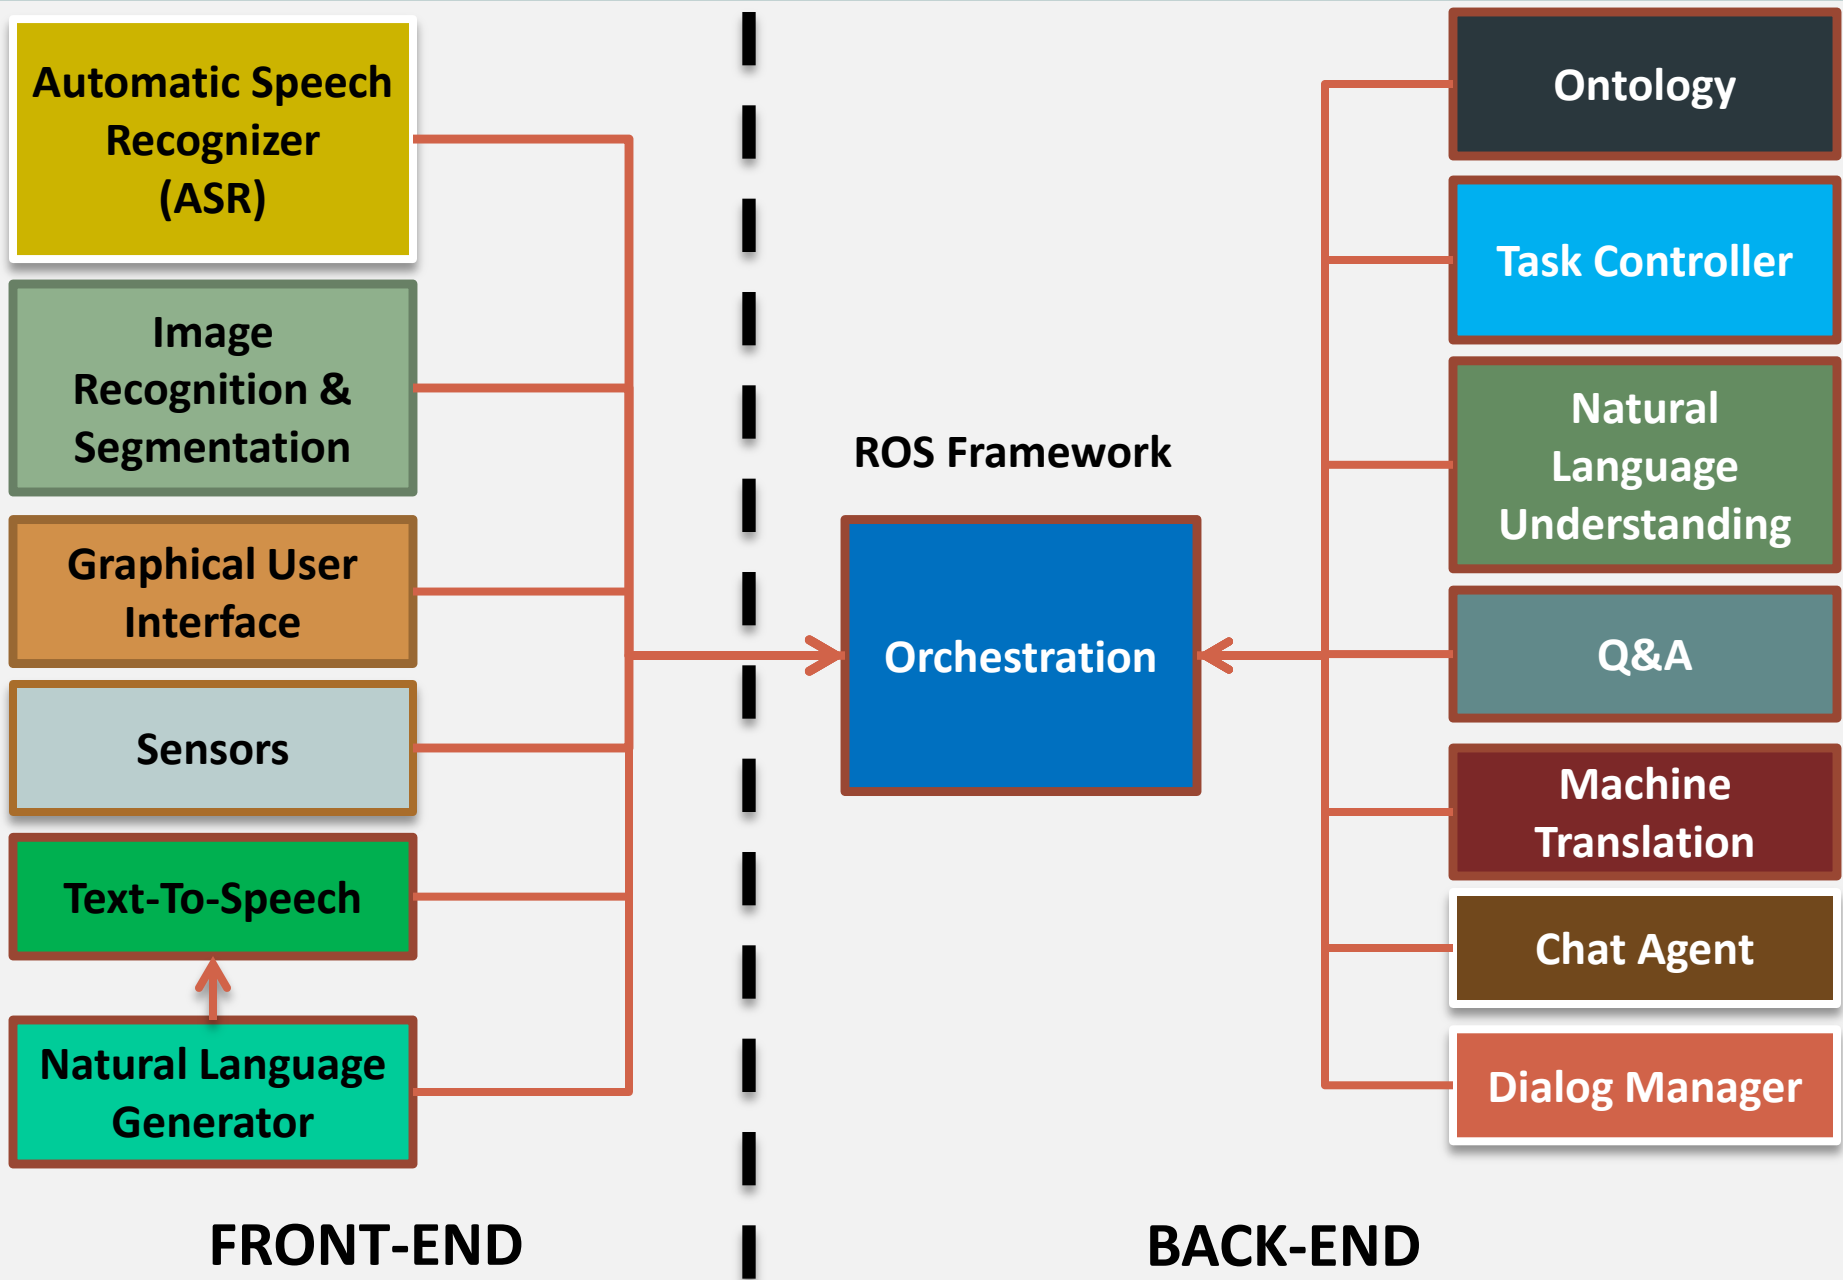 Automatic Speech
Recognizer
(ASR)
Image
Recognition &
Segmentation
Graphical User
Interface
Sensors
Text-To-Speech
Natural Language
Generator
FRONT-END
ROS Framework
Orchestration
Ontology
Task Controller
Natural
Language
Understanding
Q&A
Machine
Translation
Chat Agent
Dialog Manager
BACK-END